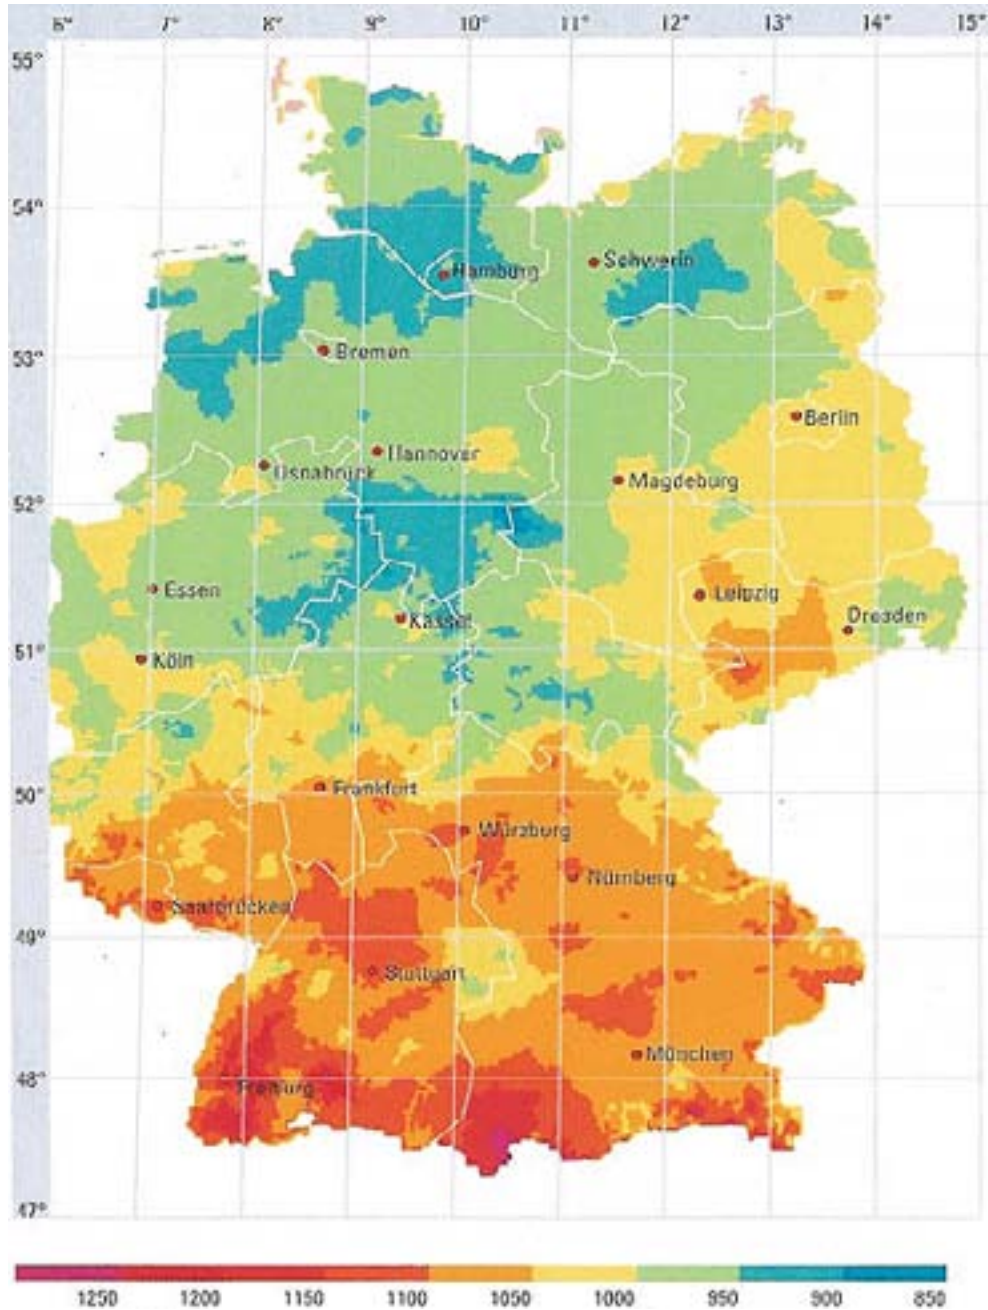 6° 7° 8° 9° 10° 11° 12° 13° 14° 15°
55°
54°
Hamburg
Schwerin
53°
Bremen
Berlin
Hannover
Osnabrück
Magdeburg
52°
Essen
Leipzig
Kassel
Dresden
51°
Köln
50°
Frankfurt
Würzburg
Nürnberg
Saarbrücken
49°
Stuttgart
München
48°
Freiburg
47°
1250 1200 1150 1100 1050 1000 950 900 850